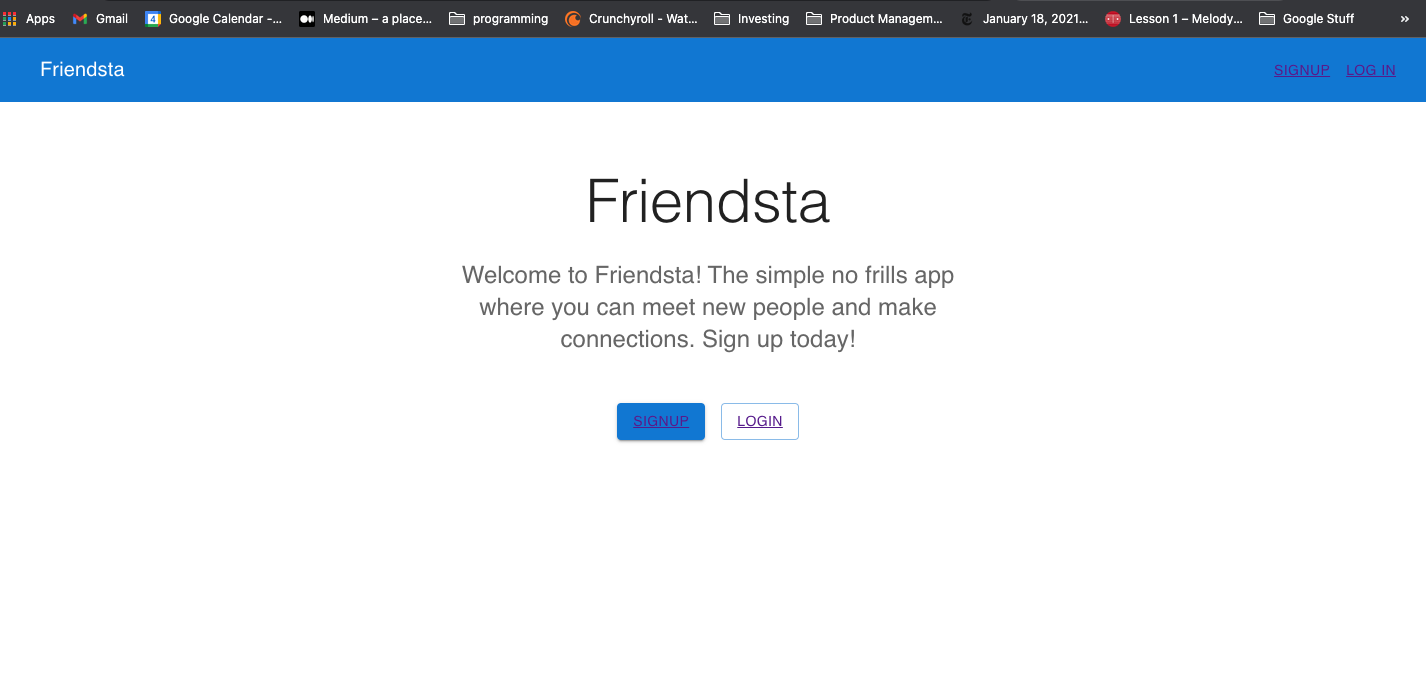 Apps Gmail Google Calendar -... Medium – a place... programming Crunchyroll - Wat... Investing Product Managem... January 18, 2021... Lesson 1 – Melody... Google Stuff »
Friendsta SIGNUP LOG IN
Friendsta
Welcome to Friendsta! The simple no frills app
where you can meet new people and make
connections. Sign up today!
SIGNUP LOGIN